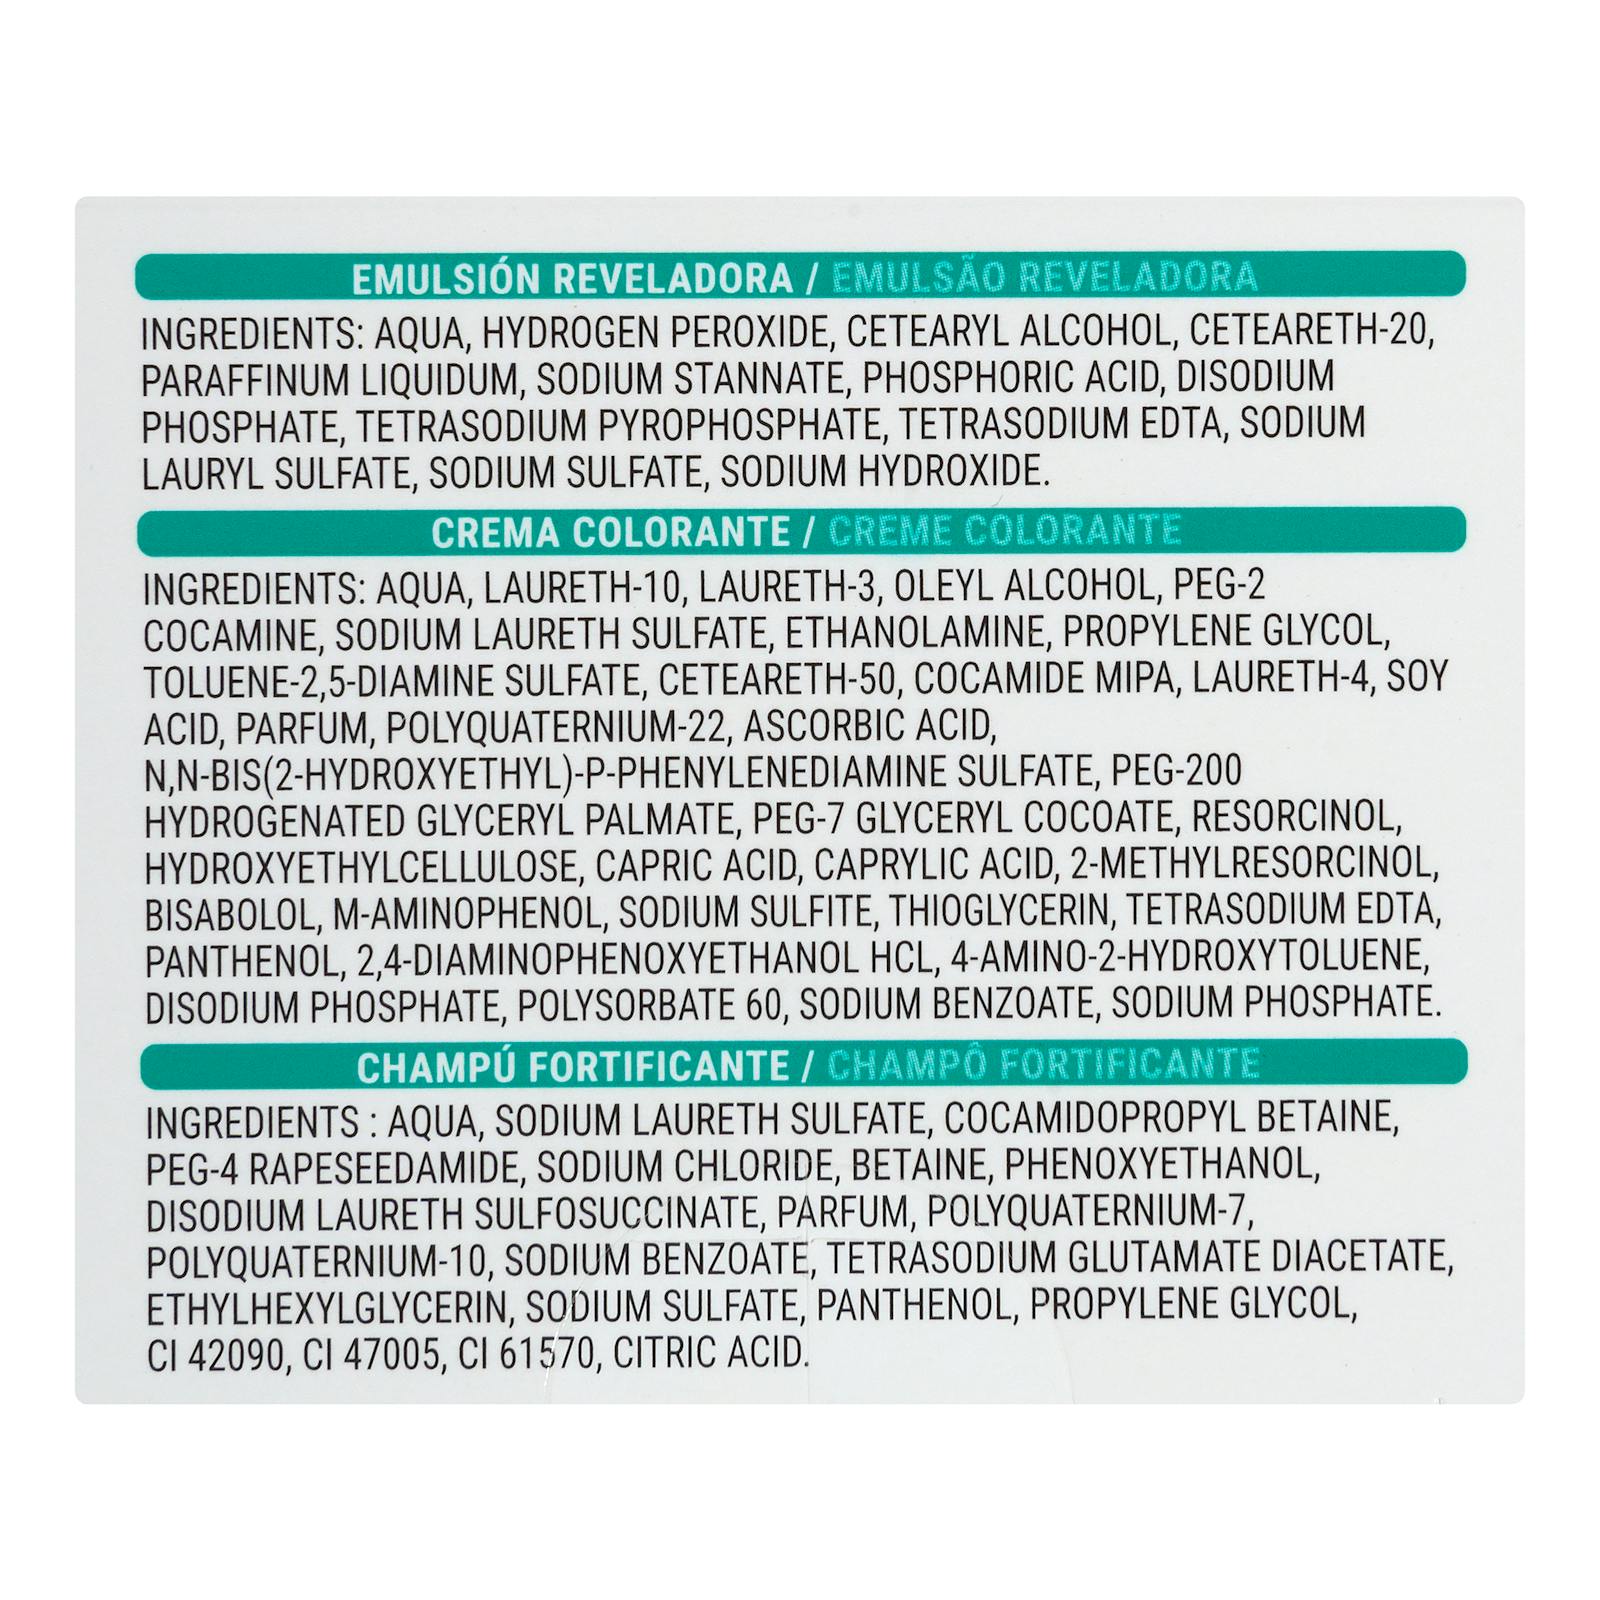 EMULSIÓN REVELADORA / EMULSÃO REVELADORA
INGREDIENTS: AQUA, HYDROGEN PEROXIDE, CETEARYL ALCOHOL, CETEARETH-20,
PARAFFINUM LIQUIDUM, SODIUM STANNATE, PHOSPHORIC ACID, DISODIUM
PHOSPHATE, TETRASODIUM PYROPHOSPHATE, TETRASODIUM EDTA, SODIUM
LAURYL SULFATE, SODIUM SULFATE, SODIUM HYDROXIDE.
CREMA COLORANTE / CREME COLORANTE
INGREDIENTS: AQUA, LAURETH-10, LAURETH-3, OLEYL ALCOHOL, PEG-2
COCAMINE, SODIUM LAURETH SULFATE, ETHANOLAMINE, PROPYLENE GLYCOL,
TOLUENE-2,5-DIAMINE SULFATE, CETEARETH-50, COCAMIDE MIPA, LAURETH-4, SOY
ACID, PARFUM, POLYQUATERNIUM-22, ASCORBIC ACID,
N,N-BIS(2-HYDROXYETHYL)-P-PHENYLENEDIAMINE SULFATE, PEG-200
HYDROGENATED GLYCERYL PALMATE, PEG-7 GLYCERYL COCOATE, RESORCINOL,
HYDROXYETHYLCELLULOSE, CAPRIC ACID, CAPRYLIC ACID, 2-METHYLRESORCINOL,
BISABOLOL, M-AMINOPHENOL, SODIUM SULFITE, THIOGLYCERIN, TETRASODIUM EDTA,
PANTHENOL, 2,4-DIAMINOPHENOXYETHANOL HCL, 4-AMINO-2-HYDROXYTOLUENE,
DISODIUM PHOSPHATE, POLYSORBATE 60, SODIUM BENZOATE, SODIUM PHOSPHATE.
CHAMPÚ FORTIFICANTE / CHAMPÔ FORTIFICANTE
INGREDIENTS : AQUA, SODIUM LAURETH SULFATE, COCAMIDOPROPYL BETAINE,
PEG-4 RAPESEEDAMIDE, SODIUM CHLORIDE, BETAINE, PHENOXYETHANOL,
DISODIUM LAURETH SULFOSUCCINATE, PARFUM, POLYQUATERNIUM-7,
POLYQUATERNIUM-10, SODIUM BENZOATE, TETRASODIUM GLUTAMATE DIACETATE,
ETHYLHEXYLGLYCERIN, SODIUM SULFATE, PANTHENOL, PROPYLENE GLYCOL,
CI 42090, CI 47005, CI 61570, CITRIC ACID.